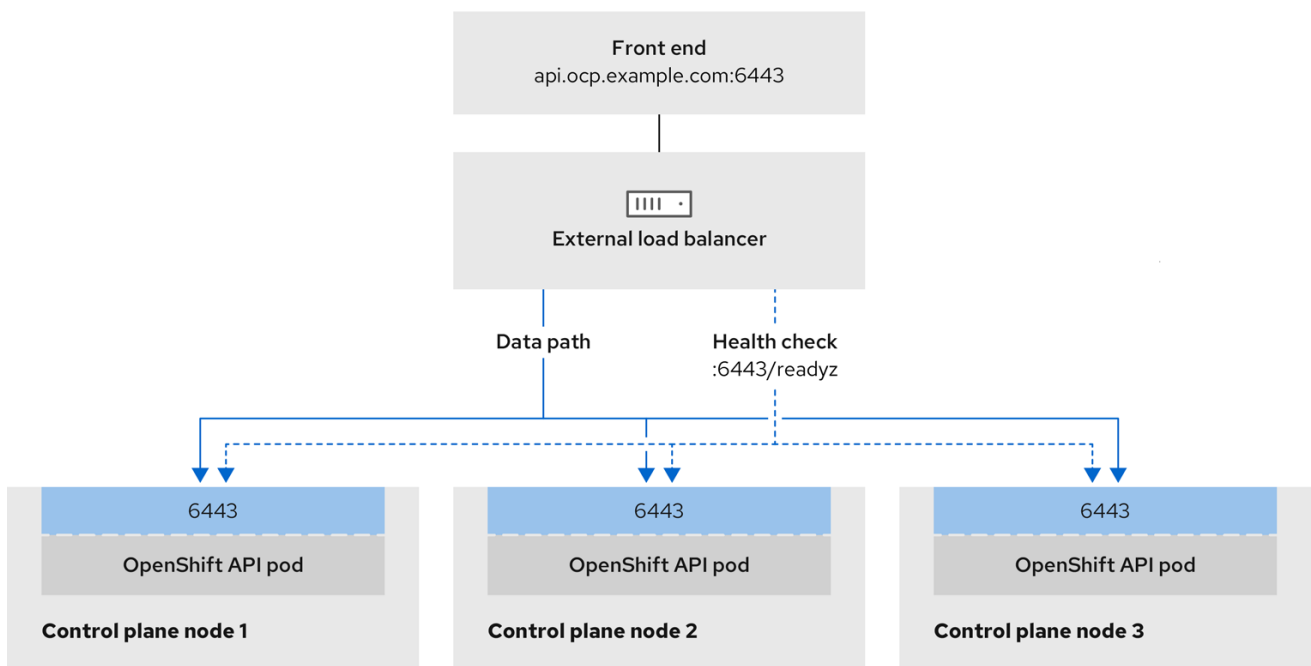 Front end
api.ocp.example.com:6443
External load balancer
Data path
Health check
:6443/readyz
6443
6443
6443
OpenShift API pod
OpenShift API pod
OpenShift API pod
Control plane node 1
Control plane node 2
Control plane node 3